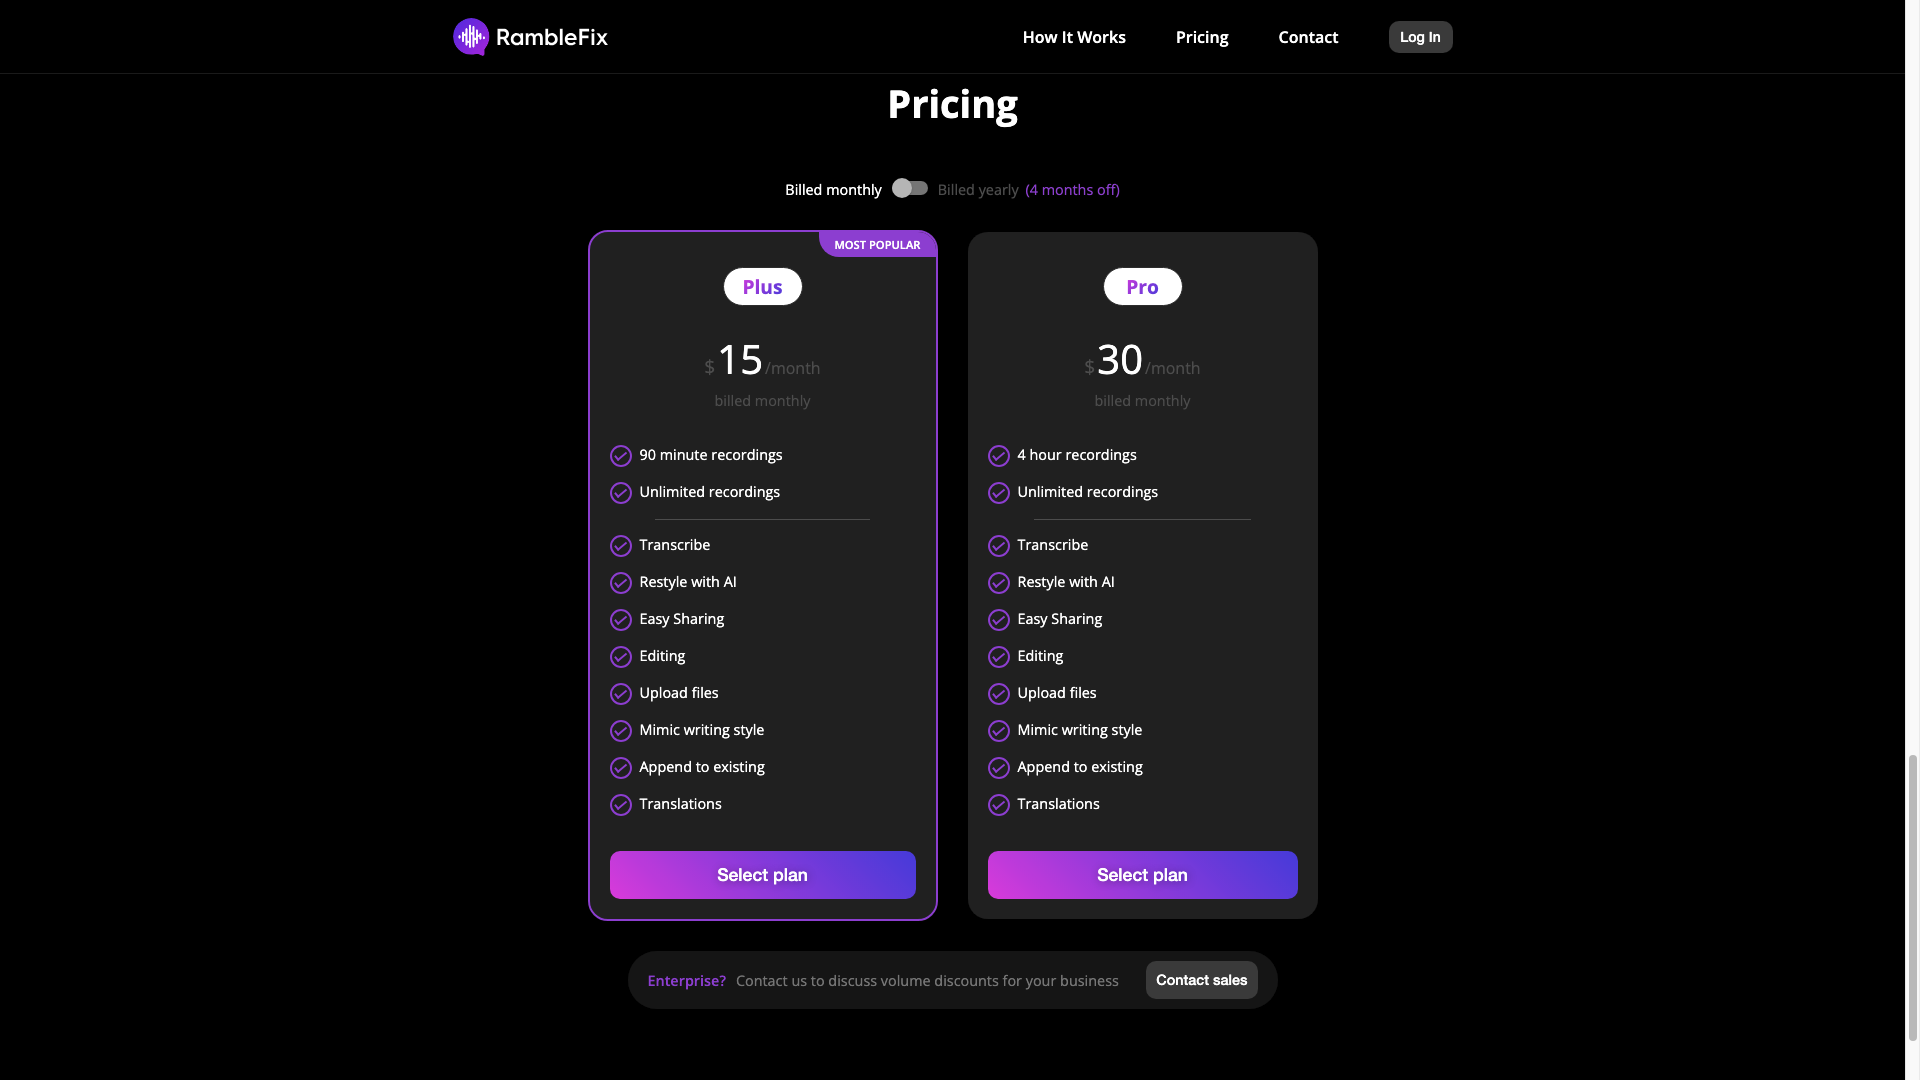 RambleFix
How It Works
Pricing
Contact
Log In
Pricing
Billed monthly
Billed yearly (4 months off)
MOST POPULAR
Plus
$15/month
billed monthly
90 minute recordings
Unlimited recordings
Transcribe
Restyle with AI
Easy Sharing
Editing
Upload files
Mimic writing style
Append to existing
Translations
Select plan
Pro
$30/month
billed monthly
4 hour recordings
Unlimited recordings
Transcribe
Restyle with AI
Easy Sharing
Editing
Upload files
Mimic writing style
Append to existing
Translations
Select plan
Enterprise? Contact us to discuss volume discounts for your business
Contact sales